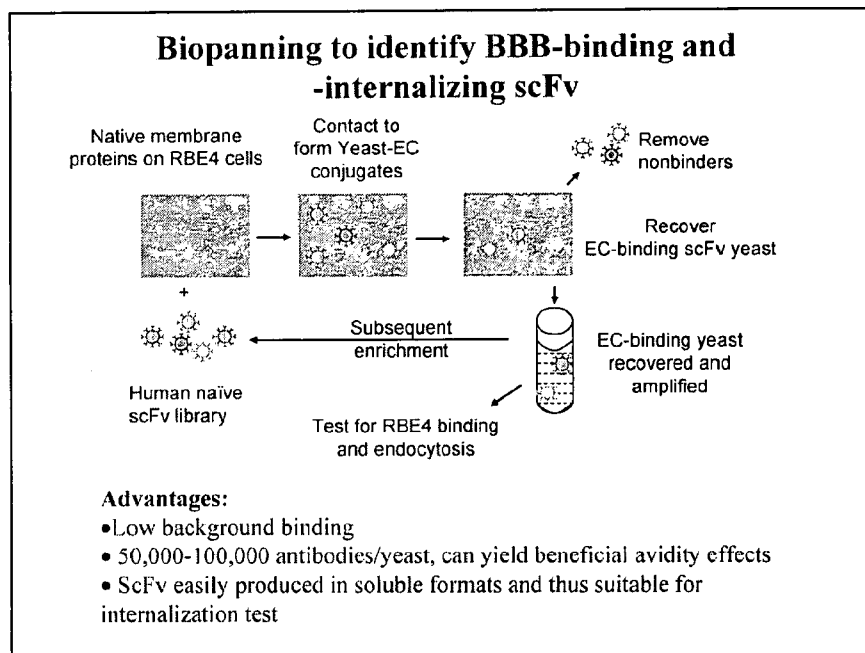 Biopanning to identify BBB-binding and
-internalizing scFv
Native membrane
proteins on RBE4 cells
Contact to
form Yeast-EC
conjugates
Remove
nonbinders
Recover
EC-binding scFv yeast
+
Human naïve
scFv library
Subsequent
enrichment
EC-binding yeast
recovered and
amplified
Test for RBE4 binding
and endocytosis
Advantages:
•Low background binding
• 50,000-100,000 antibodies/yeast, can yield beneficial avidity effects
• ScFv easily produced in soluble formats and thus suitable for
internalization test